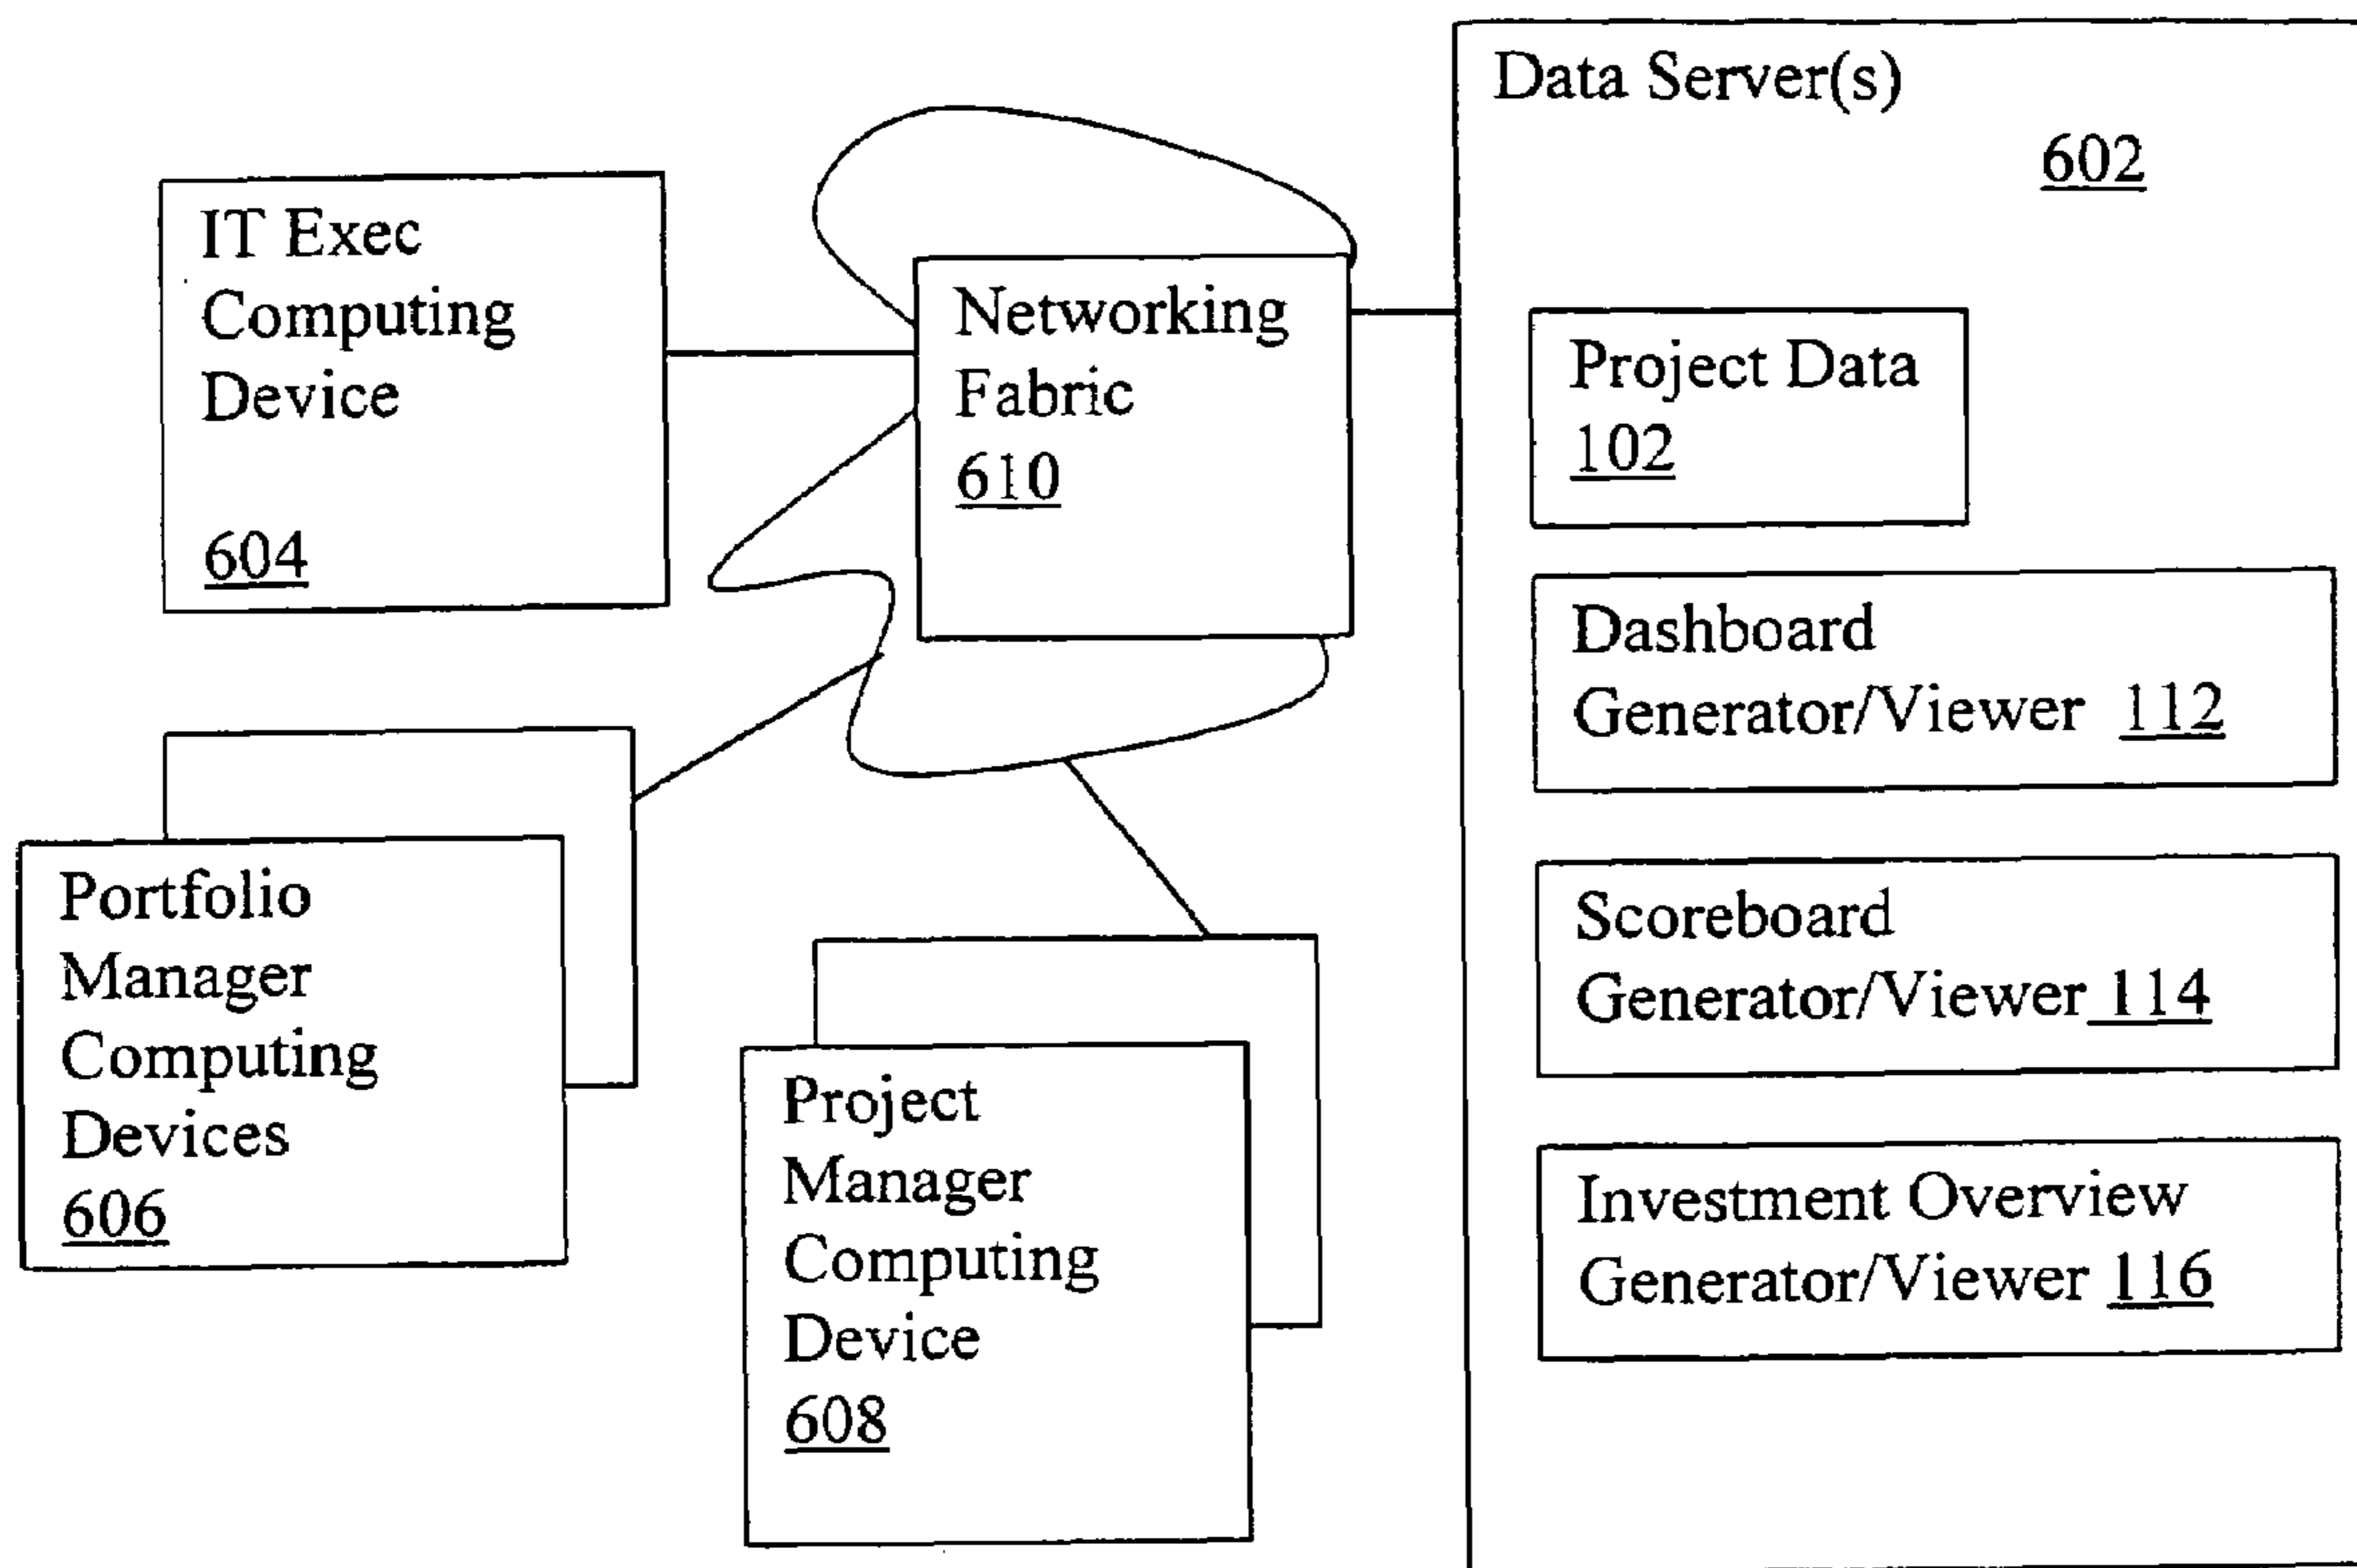 IT Exec
Computing
Device
604
Networking
Fabric
610
Data Server(s)
602
Project Data
102
Dashboard
Generator/Viewer 112
Scoreboard
Generator/Viewer 114
Investment Overview
Generator/Viewer 116
Portfolio
Manager
Computing
Devices
606
Project
Manager
Computing
Device
608